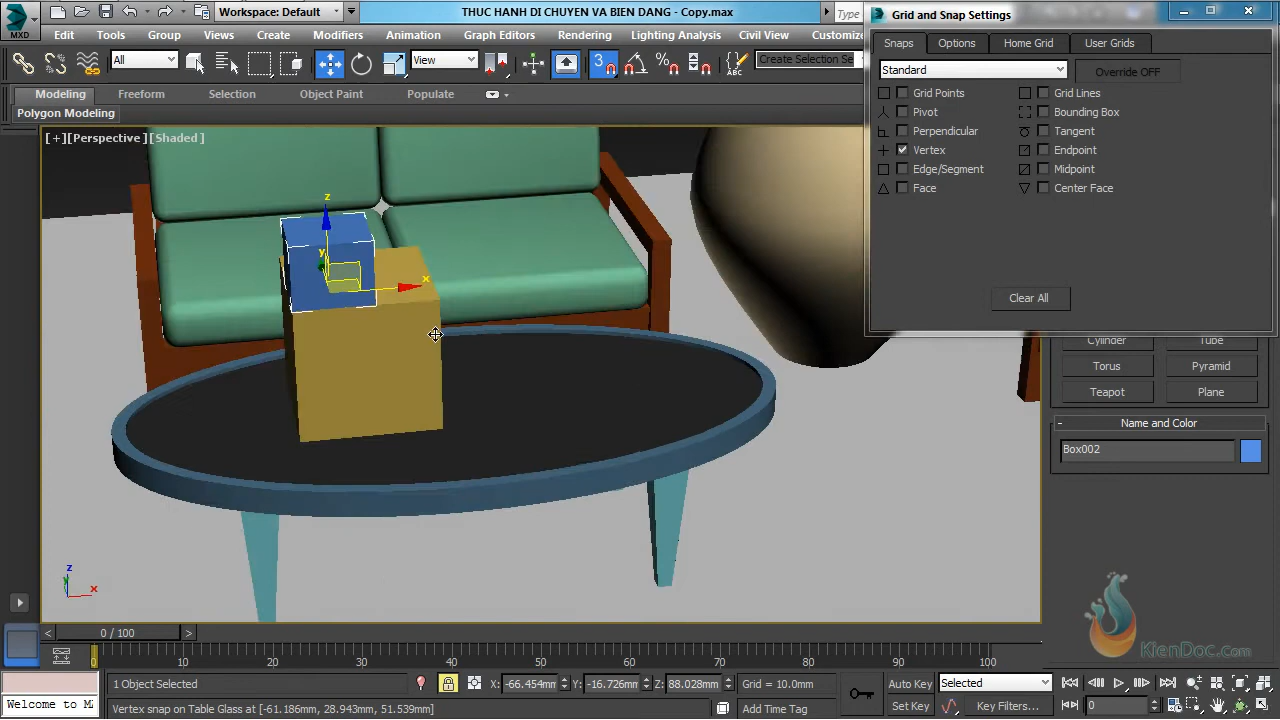 MXD
Workspace: Default
THUC HANH DI CHUYEN VA BIEN DANG - Copy.max
Type
Edit Tools Group Views Create Modifiers Animation Graph Editors Rendering Lighting Analysis Civil View Customize
All
View
3
%
ABC
Create Selection Se
Modeling Freeform Selection Object Paint Populate
Polygon Modeling
[+][Perspective][Shaded]
z
y
x
z
y
x
Grid and Snap Settings
Snaps Options Home Grid User Grids
Standard
Override OFF
Grid Points Grid Lines
Pivot Bounding Box
Perpendicular Tangent
Vertex Endpoint
Edge/Segment Midpoint
Face Center Face
Clear All
Cylinder Tube
Torus Pyramid
Teapot Plane
- Name and Color
Box002
KienDoc.Com
< 0 / 100 >
0 10 20 30 40 50 60 70 80 90 100
1 Object Selected
X: -66.454mm Y: -16.726mm Z: 88.028mm
Grid = 10.0mm
Auto Key
Selected
Welcome to M
Vertex snap on Table Glass at [-61.186mm, 28.943mm, 51.539mm]
Add Time Tag
Set Key
Key Filters...
0